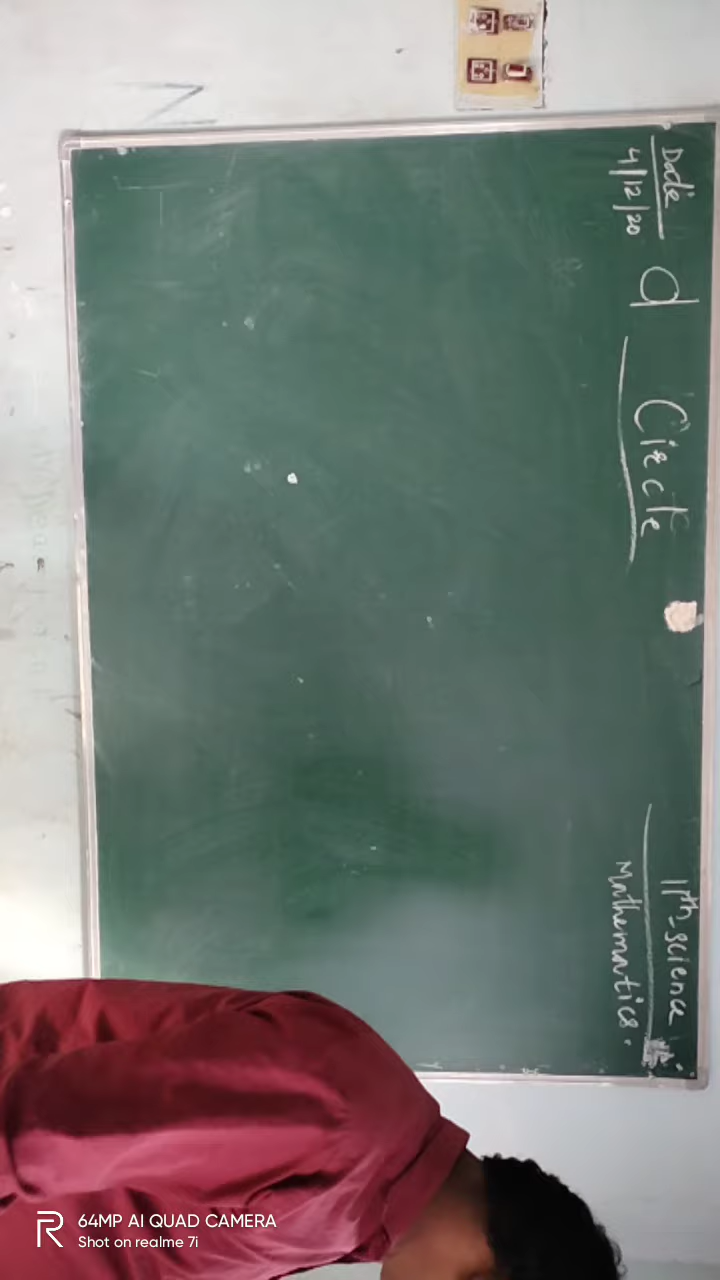 Date
4/12/20
d
Circle
11th-science
Mathematics.
64MP AI QUAD CAMERA
Shot on realme 7i